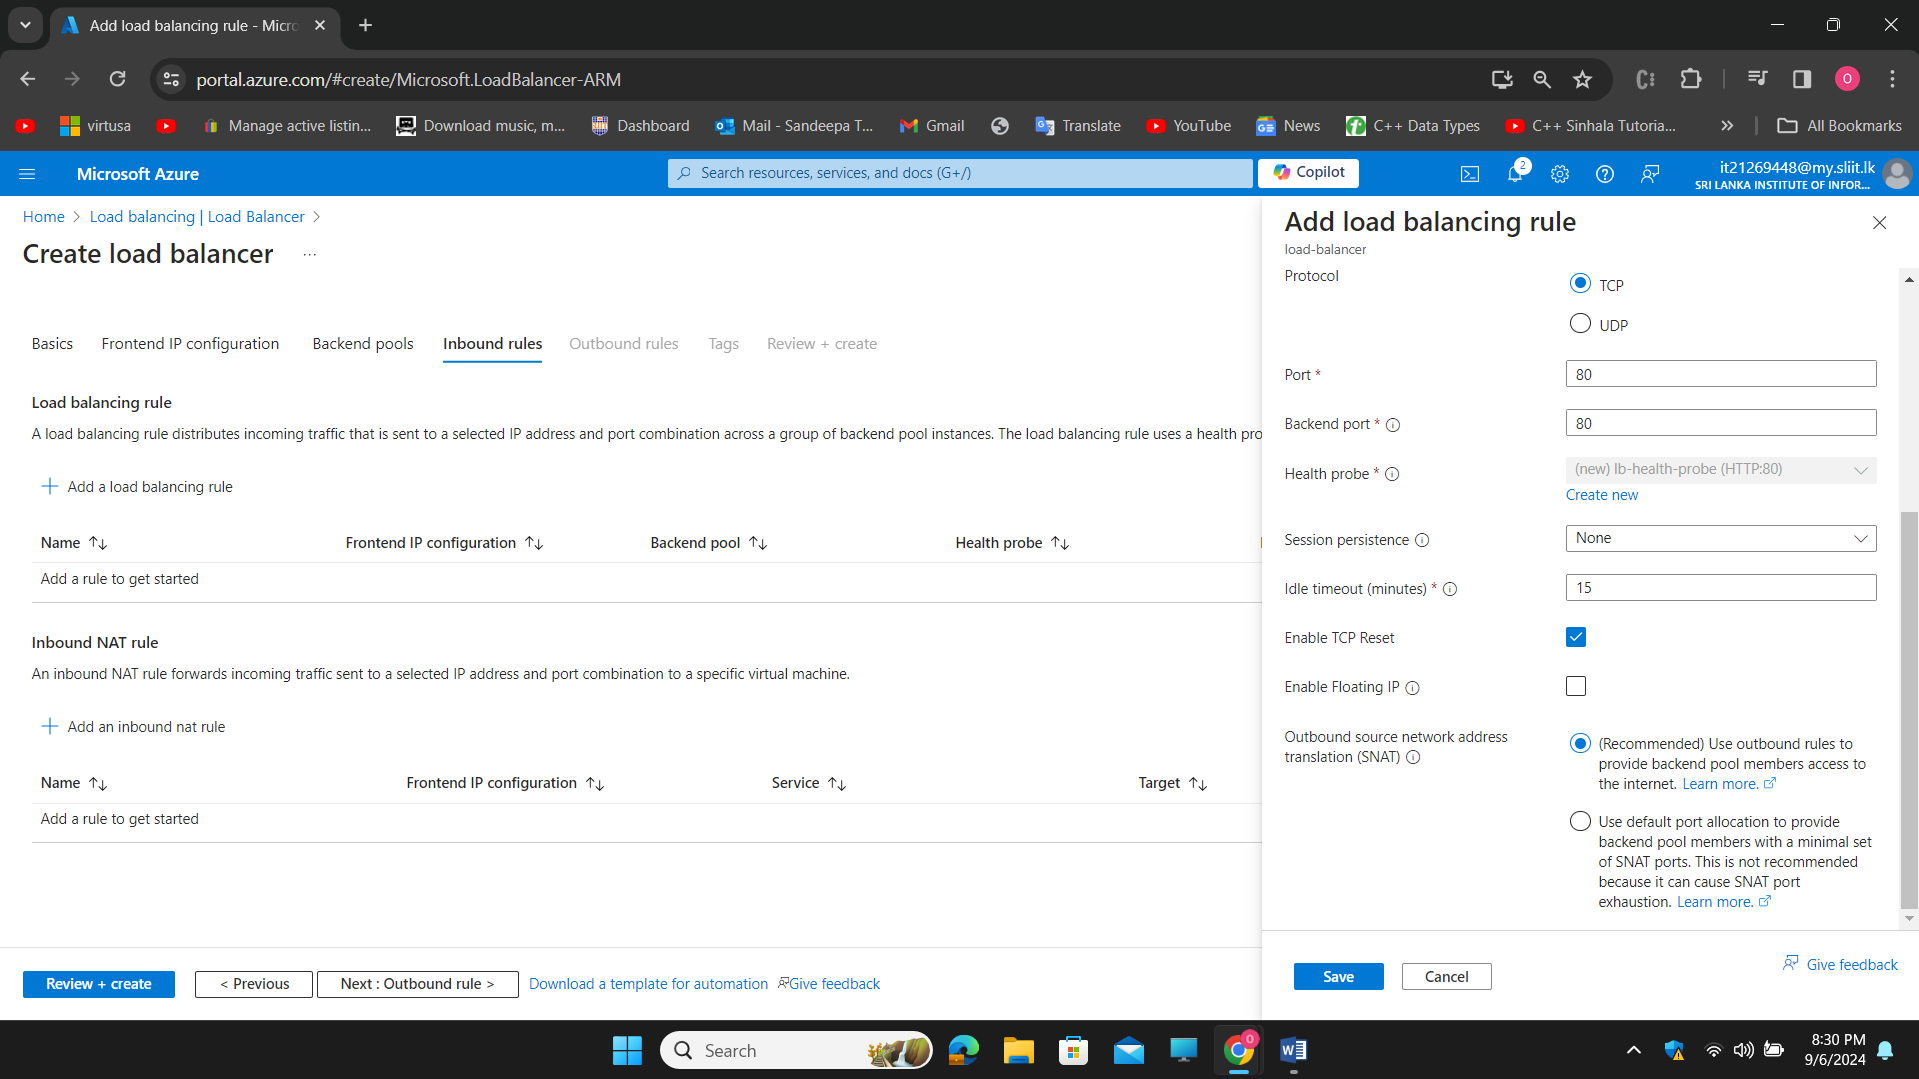 Add load balancing rule - Micro
portal.azure.com/#create/Microsoft.LoadBalancer-ARM
O
virtusa
Manage active listin...
Download music, m...
Dashboard
Mail - Sandeepa T...
Gmail
Translate
YouTube
News
C++ Data Types
C++ Sinhala Tutoria...
All Bookmarks
Microsoft Azure
Search resources, services, and docs (G+/)
Copilot
2
it21269448@my.sliit.lk
SRI LANKA INSTITUTE OF INFOR...
Home > Load balancing | Load Balancer >
Create load balancer ...
Basics
Frontend IP configuration
Backend pools
Inbound rules
Outbound rules
Tags
Review + create
Load balancing rule
A load balancing rule distributes incoming traffic that is sent to a selected IP address and port combination across a group of backend pool instances. The load balancing rule uses a health pro
Add a load balancing rule
Name
Frontend IP configuration
Backend pool
Health probe
Add a rule to get started
Inbound NAT rule
An inbound NAT rule forwards incoming traffic sent to a selected IP address and port combination to a specific virtual machine.
Add an inbound nat rule
Name
Frontend IP configuration
Service
Target
Add a rule to get started
Review + create
< Previous
Next : Outbound rule >
Download a template for automation
Give feedback
Add load balancing rule
load-balancer
Protocol
TCP
UDP
Port *
80
Backend port *
80
Health probe *
(new) lb-health-probe (HTTP:80)
Create new
Session persistence
None
Idle timeout (minutes) *
15
Enable TCP Reset
Enable Floating IP
Outbound source network address
translation (SNAT)
(Recommended) Use outbound rules to
provide backend pool members access to
the internet. Learn more.
Use default port allocation to provide
backend pool members with a minimal set
of SNAT ports. This is not recommended
because it can cause SNAT port
exhaustion. Learn more.
Save
Cancel
Give feedback
Search
0
8:30 PM
9/6/2024